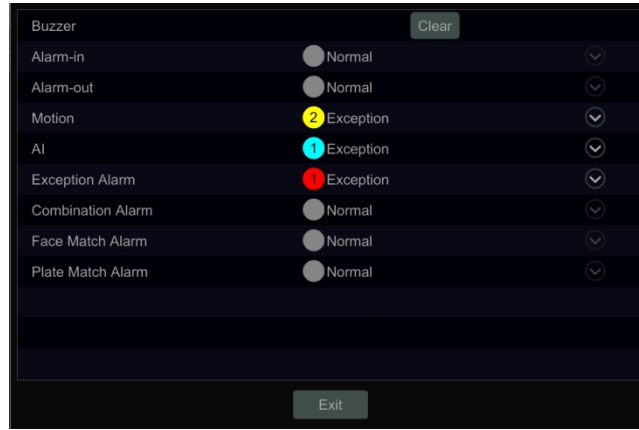 Buzzer Clear
Alarm-in Normal
Alarm-out Normal
Motion 2 Exception
AI 1 Exception
Exception Alarm 1 Exception
Combination Alarm Normal
Face Match Alarm Normal
Plate Match Alarm Normal
Exit